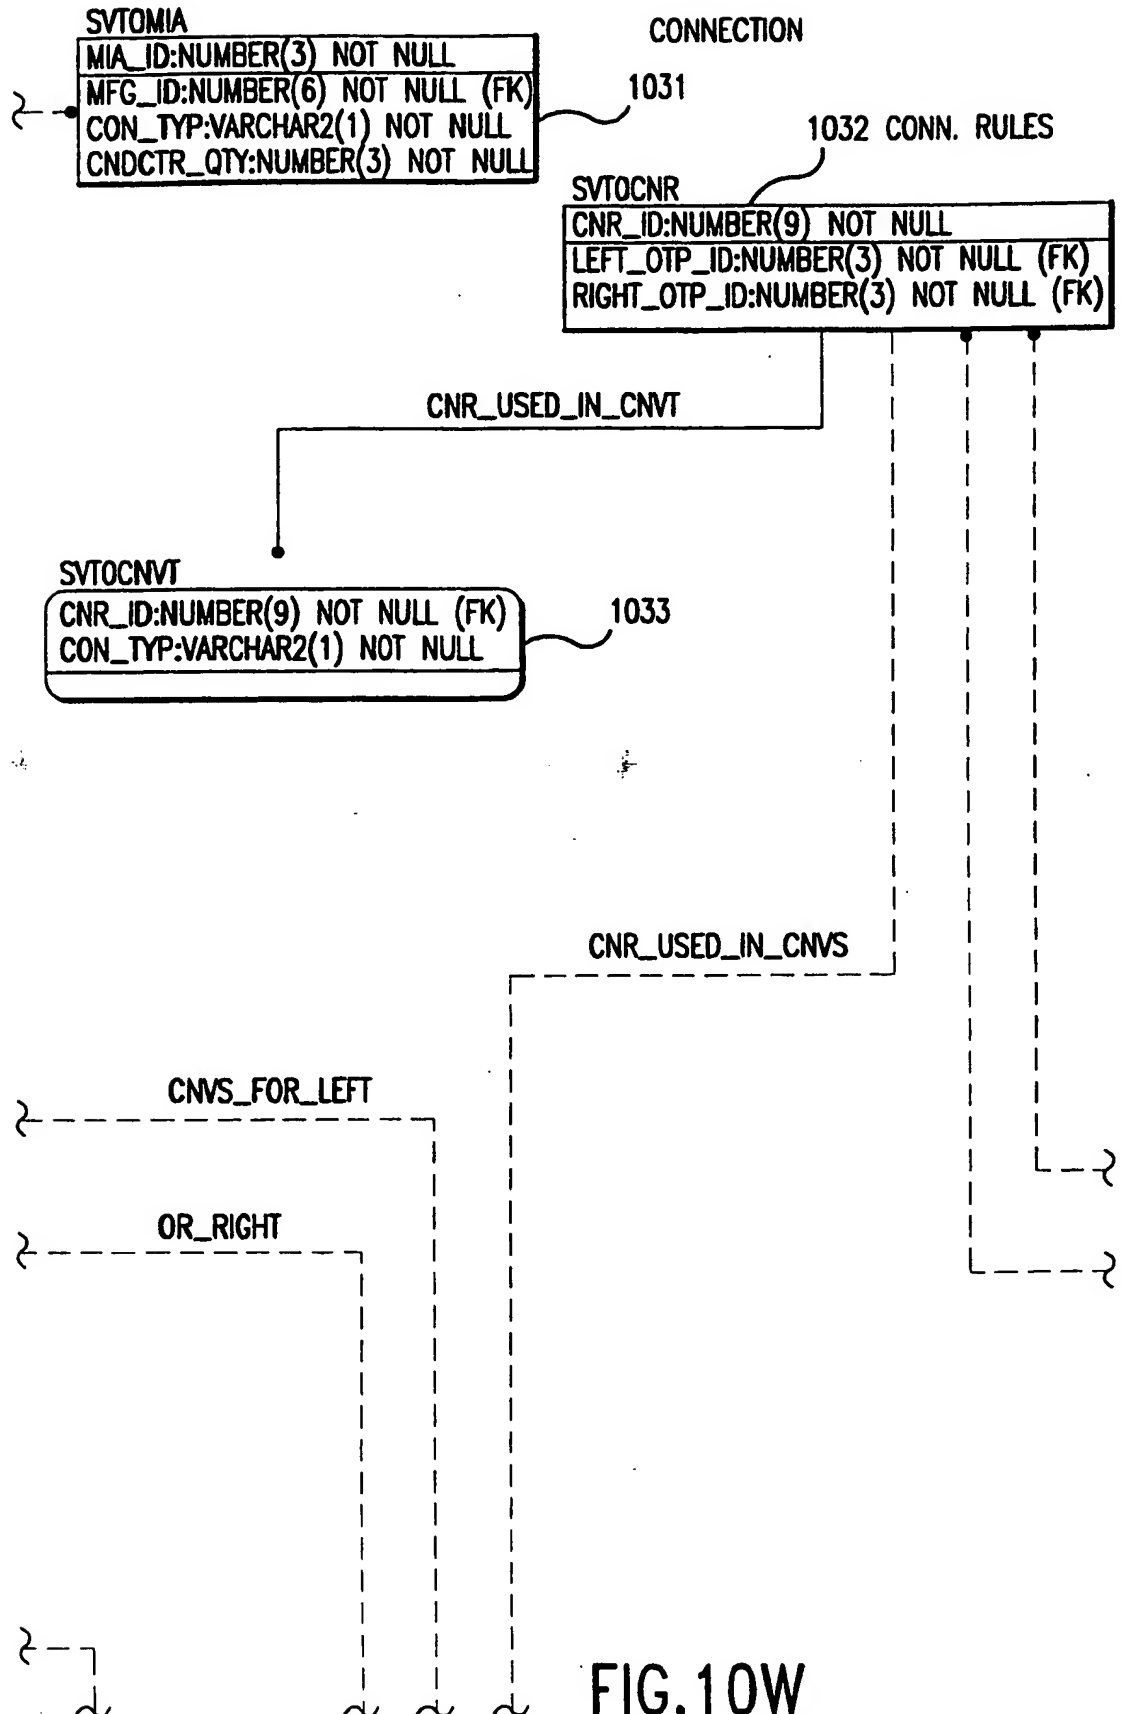 SVTOMIA
MIA_ID:NUMBER(3) NOT NULL
MFG_ID:NUMBER(6) NOT NULL (FK)
CON_TYP:VARCHAR2(1) NOT NULL
CNDCTR_QTY:NUMBER(3) NOT NULL
CONNECTION
1031
1032 CONN. RULES
SVTOCNR
CNR_ID:NUMBER(9) NOT NULL
LEFT_OTP_ID:NUMBER(3) NOT NULL (FK)
RIGHT_OTP_ID:NUMBER(3) NOT NULL (FK)
CNR_USED_IN_CNVT
SVTOCNVT
CNR_ID:NUMBER(9) NOT NULL (FK)
CON_TYP:VARCHAR2(1) NOT NULL
1033
CNR_USED_IN_CNVS
CNVS_FOR_LEFT
OR_RIGHT
FIG.10W